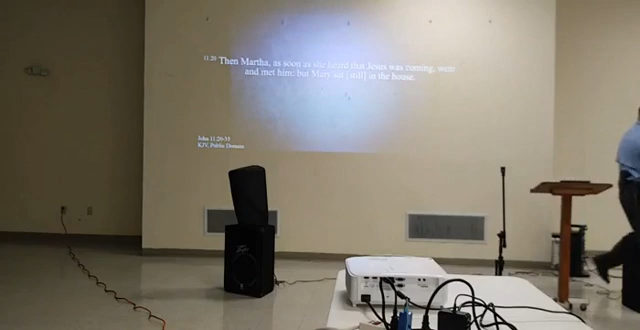 11.20 Then Martha, as soon as she heard that Jesus was coming, went
and met him: but Mary sat [still] in the house.
John 11.20-35
KJV, Public Domain